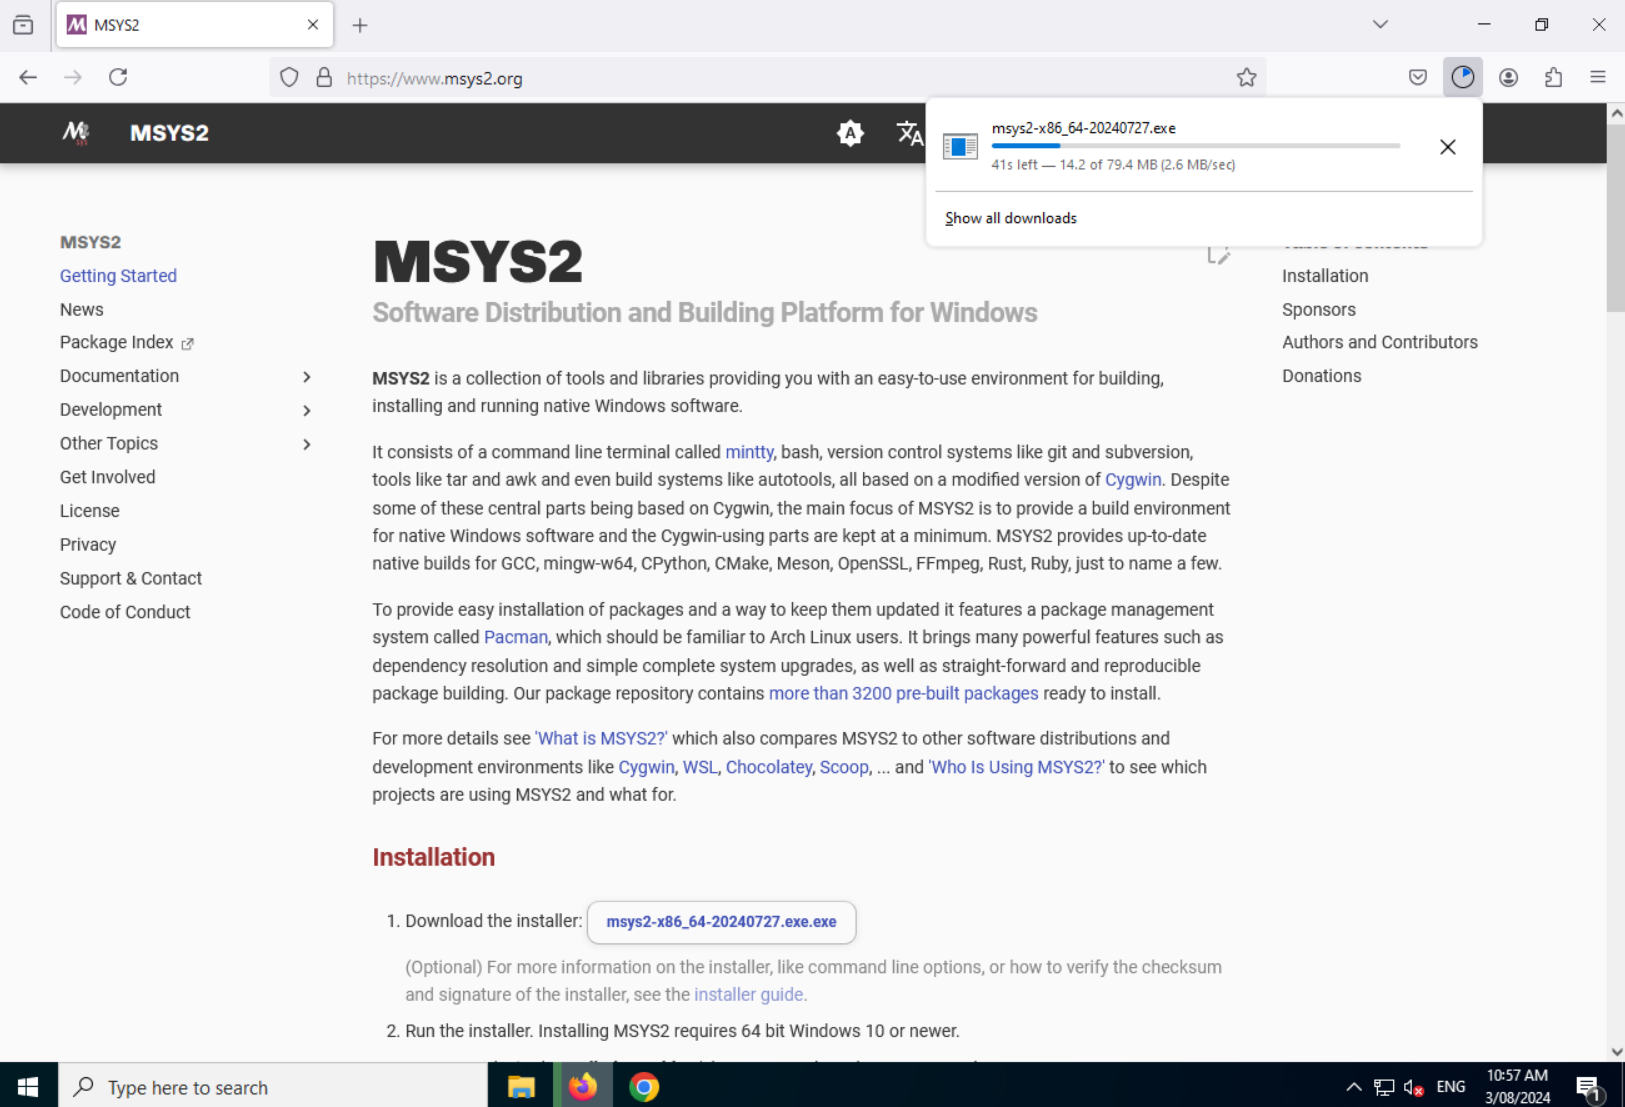 MSYS2
https://www.msys2.org
MSYS2
msys2-x86_64-20240727.exe
41s left — 14.2 of 79.4 MB (2.6 MB/sec)
Show all downloads
MSYS2
Getting Started
News
Package Index
Documentation
Development
Other Topics
Get Involved
License
Privacy
Support & Contact
Code of Conduct
MSYS2
Software Distribution and Building Platform for Windows
MSYS2 is a collection of tools and libraries providing you with an easy-to-use environment for building,
installing and running native Windows software.
It consists of a command line terminal called mintty, bash, version control systems like git and subversion,
tools like tar and awk and even build systems like autotools, all based on a modified version of Cygwin. Despite
some of these central parts being based on Cygwin, the main focus of MSYS2 is to provide a build environment
for native Windows software and the Cygwin-using parts are kept at a minimum. MSYS2 provides up-to-date
native builds for GCC, mingw-w64, CPython, CMake, Meson, OpenSSL, FFmpeg, Rust, Ruby, just to name a few.
To provide easy installation of packages and a way to keep them updated it features a package management
system called Pacman, which should be familiar to Arch Linux users. It brings many powerful features such as
dependency resolution and simple complete system upgrades, as well as straight-forward and reproducible
package building. Our package repository contains more than 3200 pre-built packages ready to install.
For more details see 'What is MSYS2?' which also compares MSYS2 to other software distributions and
development environments like Cygwin, WSL, Chocolatey, Scoop, ... and 'Who Is Using MSYS2?' to see which
projects are using MSYS2 and what for.
Installation
1. Download the installer: msys2-x86_64-20240727.exe.exe
(Optional) For more information on the installer, like command line options, or how to verify the checksum
and signature of the installer, see the installer guide.
2. Run the installer. Installing MSYS2 requires 64 bit Windows 10 or newer.
Installation
Sponsors
Authors and Contributors
Donations
Type here to search
ENG
10:57 AM
3/08/2024
1